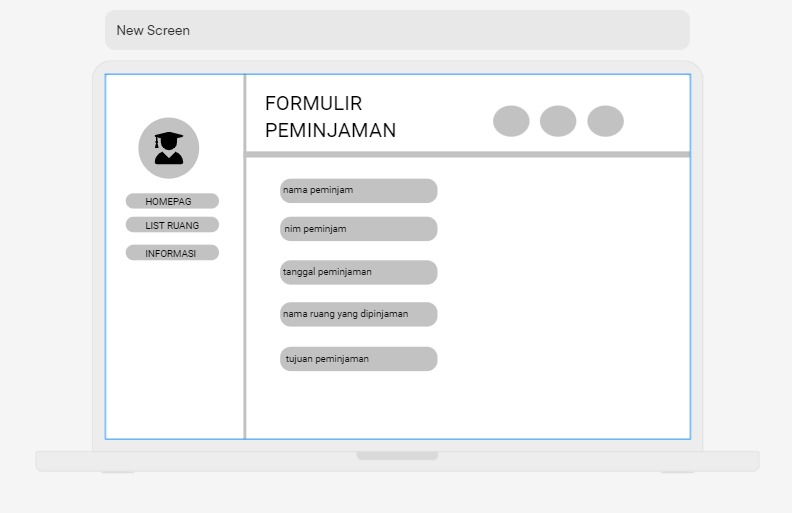 New Screen
FORMULIR
PEMINJAMAN
HOMEPAG
LIST RUANG
INFORMASI
nama peminjam
nim peminjam
tanggal peminjaman
nama ruang yang dipinjaman
tujuan peminjaman